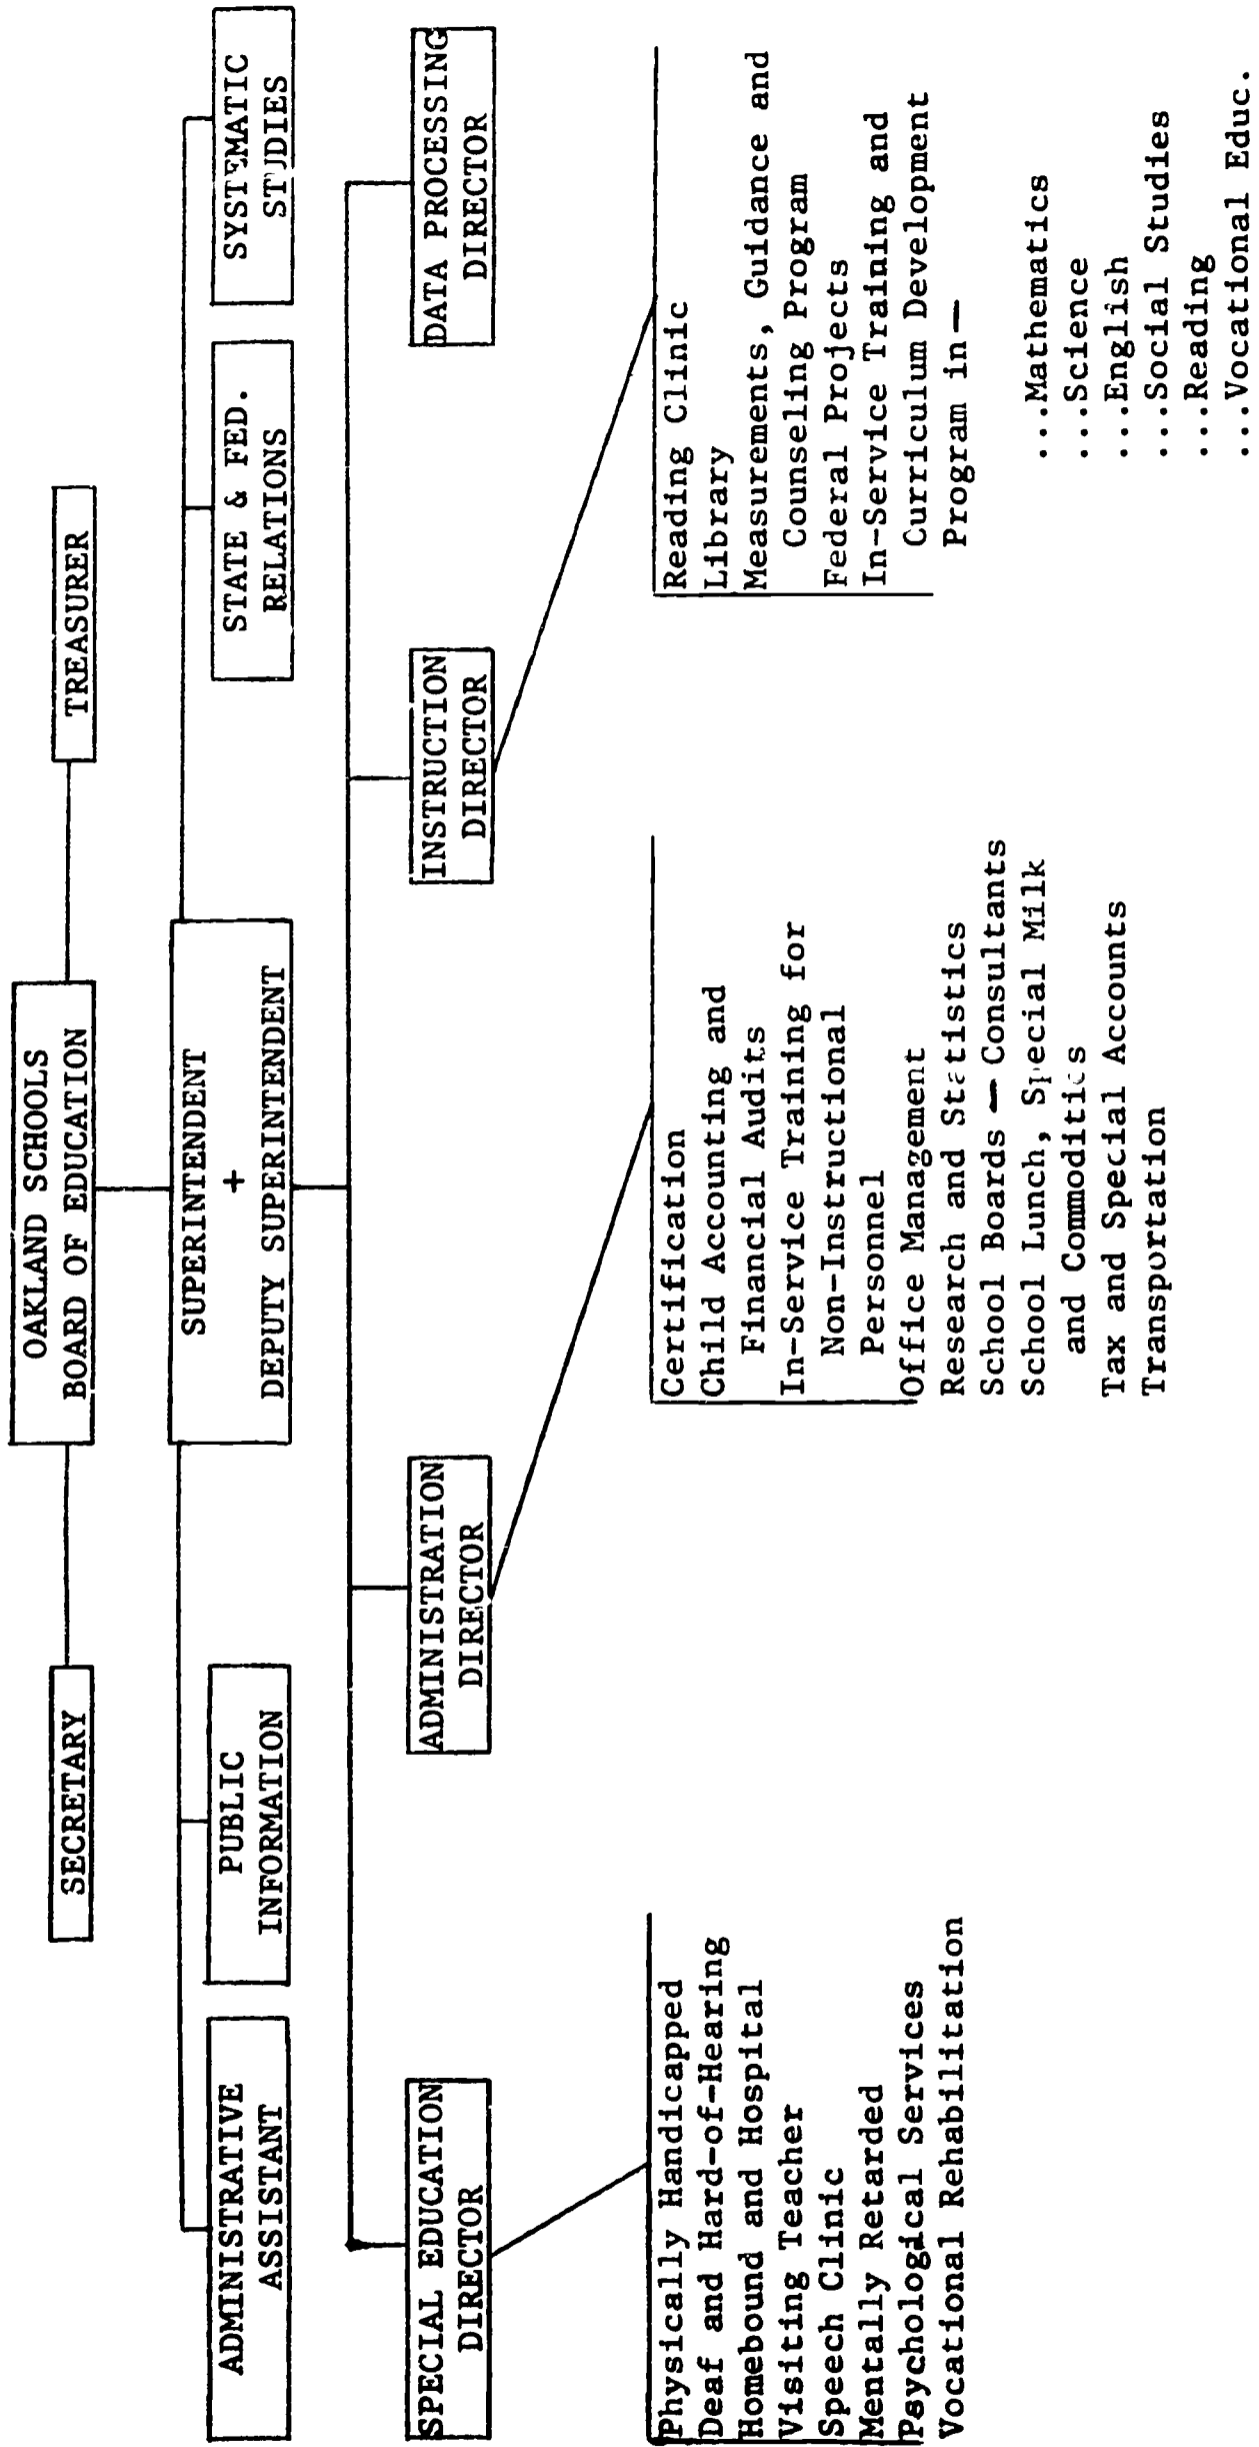 OAKLAND SCHOOLS
BOARD OF EDUCATION
SECRETARY
TREASURER
SUPERINTENDENT
+
DEPUTY SUPERINTENDENT
ADMINISTRATIVE
ASSISTANT
PUBLIC
INFORMATION
STATE & FED.
RELATIONS
SYSTEMATIC
STUDIES
SPECIAL EDUCATION
DIRECTOR
ADMINISTRATION
DIRECTOR
INSTRUCTION
DIRECTOR
DATA PROCESSING
DIRECTOR
Physically Handicapped
Deaf and Hard-of-Hearing
Homebound and Hospital
Visiting Teacher
Speech Clinic
Mentally Retarded
Psychological Services
Vocational Rehabilitation
Certification
Child Accounting and
Financial Audits
In-Service Training for
Non-Instructional
Personnel
Office Management
Research and Statistics
School Boards — Consultants
School Lunch, Special Milk
and Commodities
Tax and Special Accounts
Transportation
Reading Clinic
Library
Measurements, Guidance and
Counseling Program
Federal Projects
In-Service Training and
Curriculum Development
Program in —
...Mathematics
...Science
...English
...Social Studies
...Reading
...Vocational Educ.